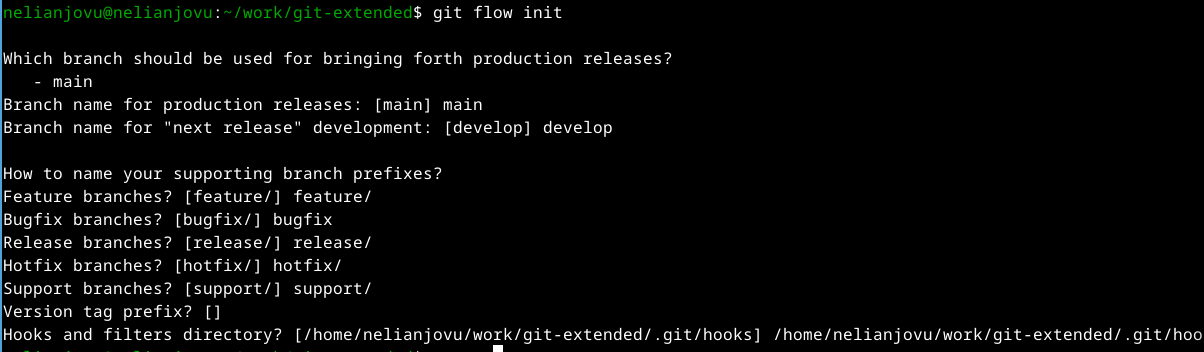 nelianjovu@nelianjovu:~/work/git-extended$ git flow init
Which branch should be used for bringing forth production releases?
- main
Branch name for production releases: [main] main
Branch name for "next release" development: [develop] develop
How to name your supporting branch prefixes?
Feature branches? [feature/] feature/
Bugfix branches? [bugfix/] bugfix
Release branches? [release/] release/
Hotfix branches? [hotfix/] hotfix/
Support branches? [support/] support/
Version tag prefix? []
Hooks and filters directory? [/home/nelianjovu/work/git-extended/.git/hooks] /home/nelianjovu/work/git-extended/.git/hoo